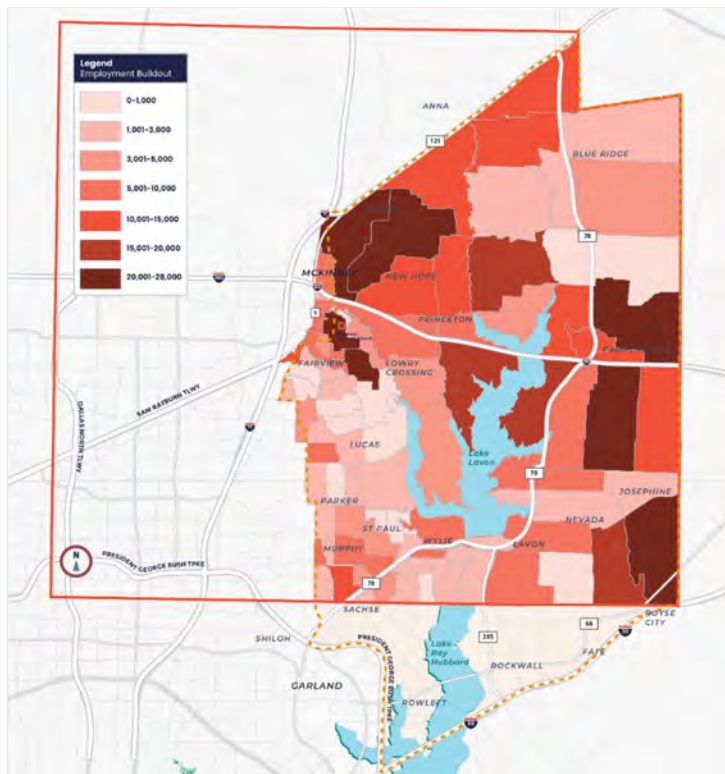 Legend
Employment Buildout
0-1,000
1,001-3,000
3,001-5,000
5,001-10,000
10,001-15,000
15,001-20,000
20,001-28,000
ANNA
121
BLUE RIDGE
78
MCKINNEY
NEW HOPE
5
PRINCETON
FAIRVIEW
LOWRY
CROSSING
SAM RAYBURN TLWY
DALLAS NORTH TLWY
LUCAS
Lake
Lavon
78
JOSEPHINE
PARKER
NEVADA
ST PAUL
N
PRESIDENT GEORGE BUSH TPKE
MURPHY
WYLIE
LAVON
78
SACHSE
ROYSE
CITY
SHILOH
PRESIDENT GEORGE BUSH TPKE
Lake
Ray
Hubbard
205
66
FATE
ROCKWALL
GARLAND
ROWLETT